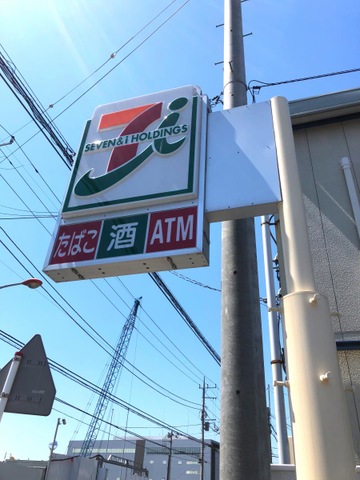 7i
SEVEN&i HOLDINGS
たばこ 酒 ATM